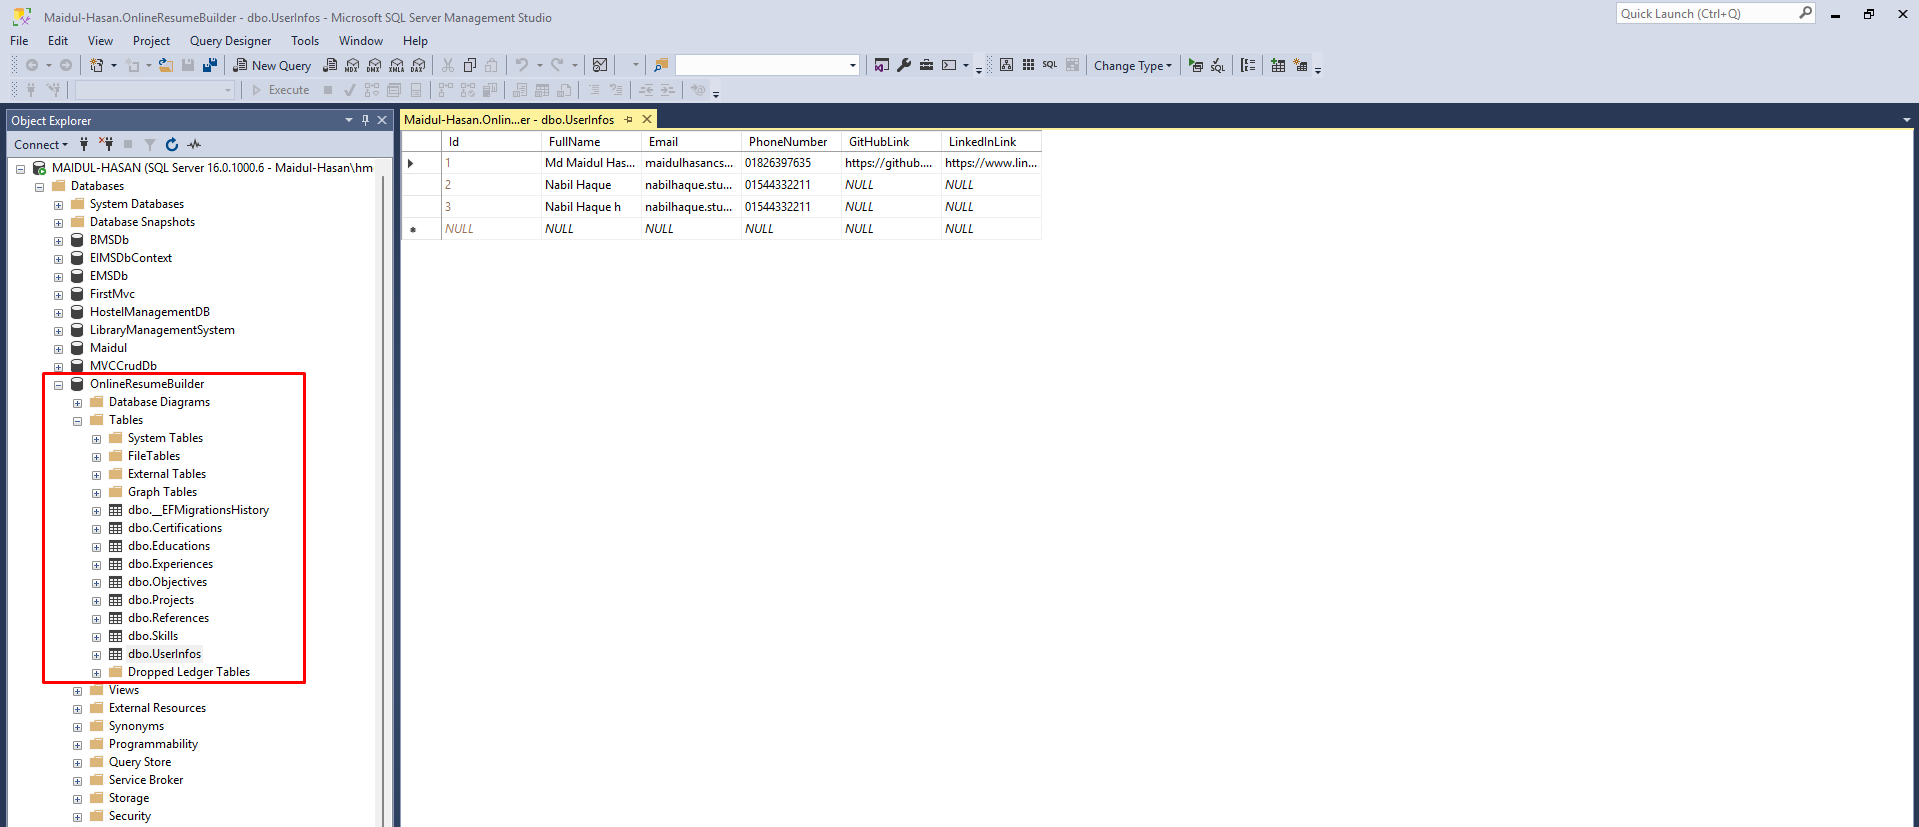 Maidul-Hasan.OnlineResumeBuilder - dbo.UserInfos - Microsoft SQL Server Management Studio
Quick Launch (Ctrl+Q)
File Edit View Project Query Designer Tools Window Help
New Query MDX DMX XMLA DAX SQL Change Type SQL
Execute
Object Explorer
Connect
MAIDUL-HASAN (SQL Server 16.0.1000.6 - Maidul-Hasan\hm
Databases
System Databases
Database Snapshots
BMSDb
EIMSDbContext
EMSDb
FirstMvc
HostelManagementDB
LibraryManagementSystem
Maidul
MVCCrudDb
OnlineResumeBuilder
Database Diagrams
Tables
System Tables
FileTables
External Tables
Graph Tables
dbo.__EFMigrationsHistory
dbo.Certifications
dbo.Educations
dbo.Experiences
dbo.Objectives
dbo.Projects
dbo.References
dbo.Skills
dbo.UserInfos
Dropped Ledger Tables
Views
External Resources
Synonyms
Programmability
Query Store
Service Broker
Storage
Security
Maidul-Hasan.Onlin...er - dbo.UserInfos
Id FullName Email PhoneNumber GitHubLink LinkedInLink
1 Md Maidul Has... maidulhasancs... 01826397635 https://github.... https://www.lin...
2 Nabil Haque nabilhaque.stu... 01544332211 NULL NULL
3 Nabil Haque h nabilhaque.stu... 01544332211 NULL NULL
NULL NULL NULL NULL NULL NULL